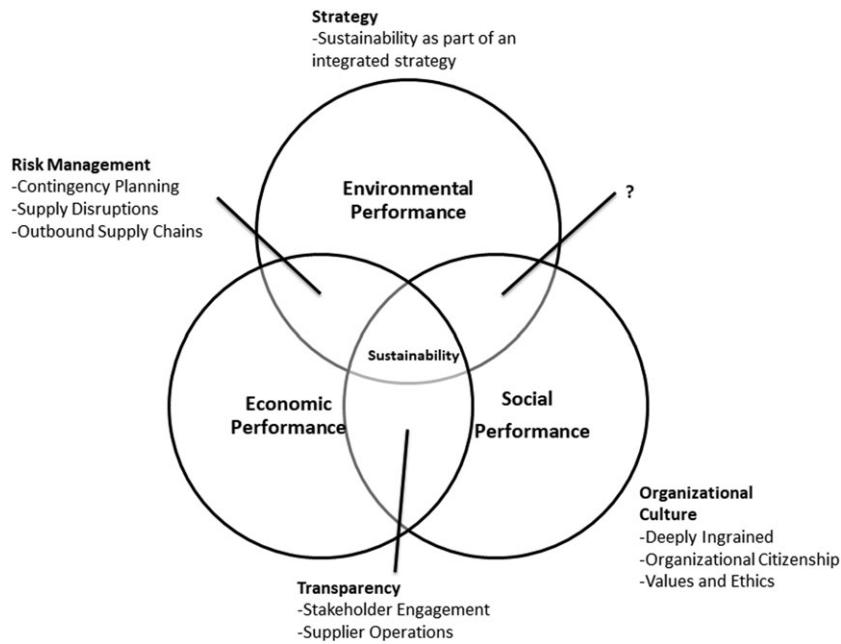 Strategy
-Sustainability as part of an
integrated strategy
Risk Management
-Contingency Planning
-Supply Disruptions
-Outbound Supply Chains
Environmental
Performance
?
Sustainability
Economic
Performance
Social
Performance
Organizational
Culture
-Deeply Ingrained
-Organizational Citizenship
-Values and Ethics
Transparency
-Stakeholder Engagement
-Supplier Operations